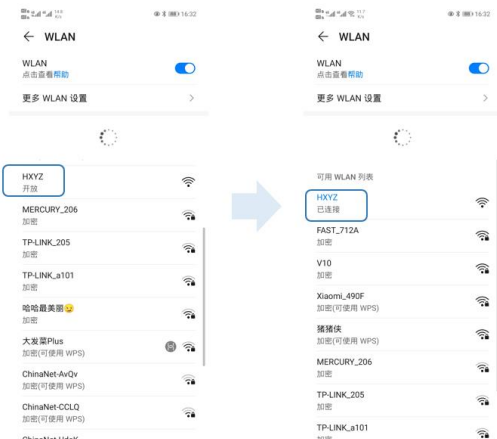 16:32
← WLAN
WLAN
点击查看帮助
更多 WLAN 设置
HXYZ
开放
MERCURY_206
加密
TP-LINK_205
加密
TP-LINK_a101
加密
哈哈最美丽😉
加密
大发菜Plus
加密(可使用 WPS)
ChinaNet-AvQv
加密(可使用 WPS)
ChinaNet-CCLQ
加密(可使用 WPS)
16:32
← WLAN
WLAN
点击查看帮助
更多 WLAN 设置
可用 WLAN 列表
HXYZ
已连接
FAST_712A
加密
V10
加密
Xiaomi_490F
加密(可使用 WPS)
猪猪侠
加密(可使用 WPS)
MERCURY_206
加密
TP-LINK_205
加密
TP-LINK_a101
加密